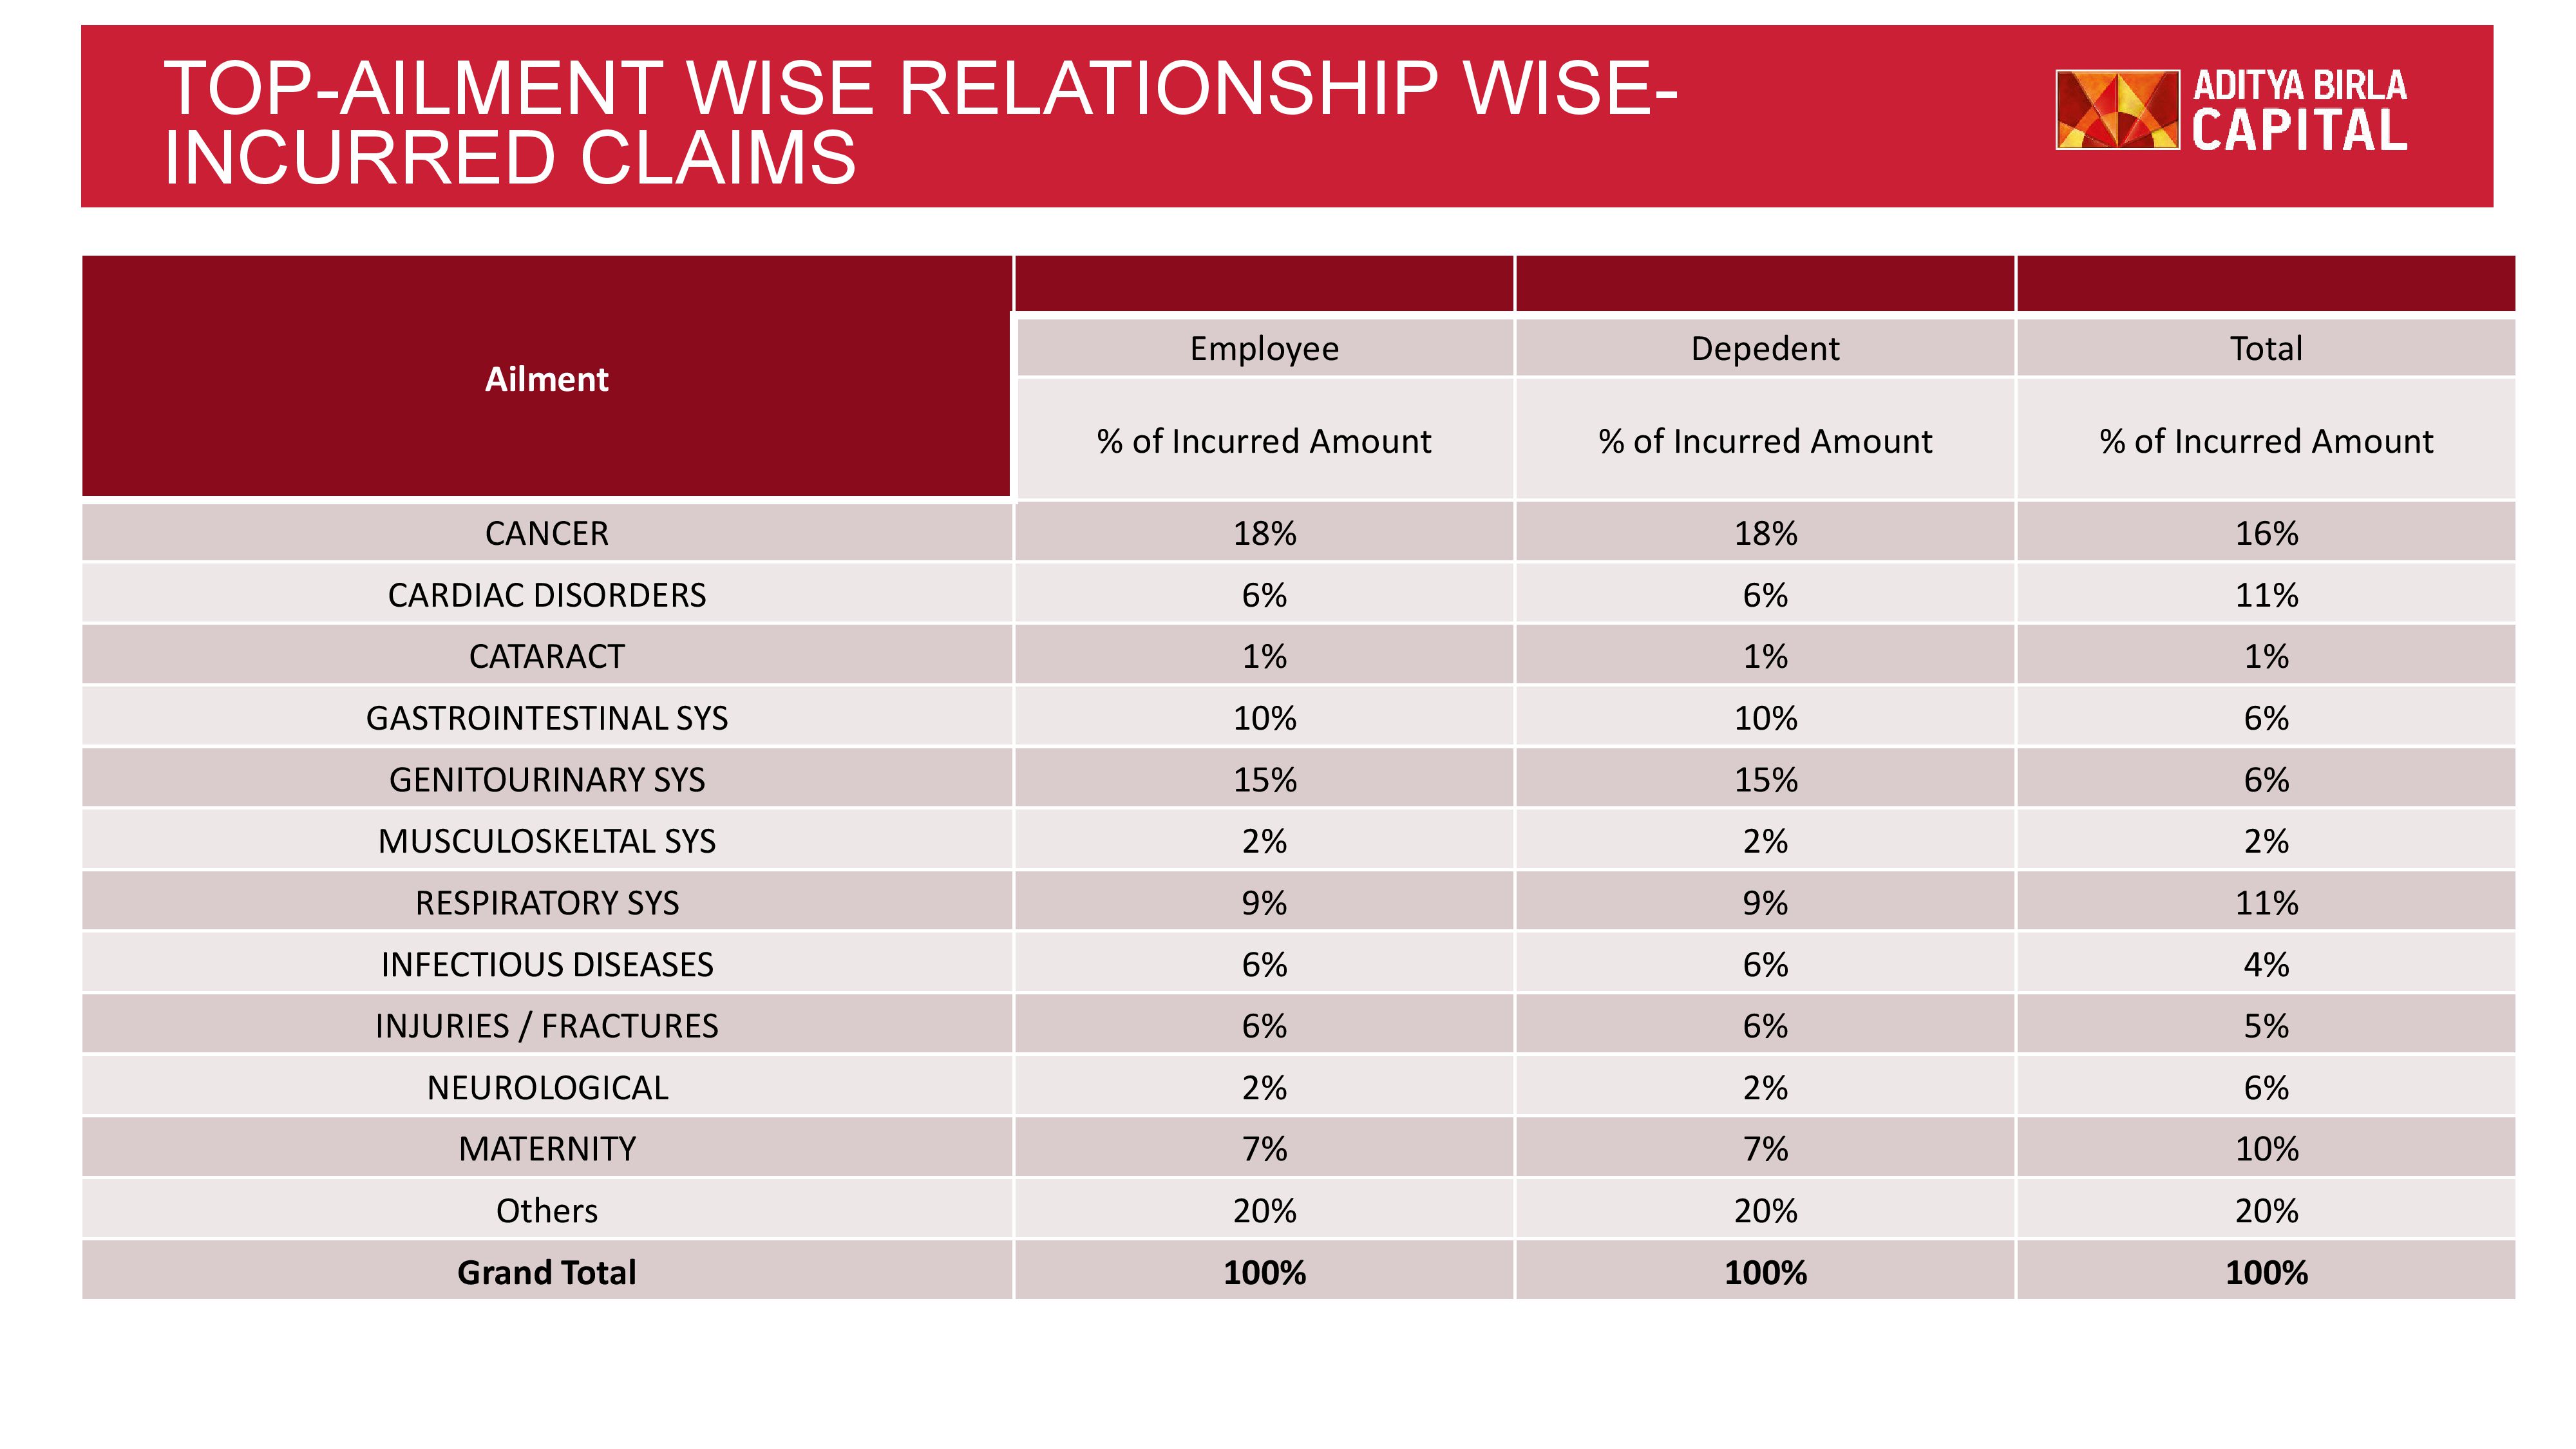 TOP-AILMENT WISE RELATIONSHIP WISE-
INCURRED CLAIMS
ADITYA BIRLA
CAPITAL
Ailment
Employee Depedent Total
% of Incurred Amount % of Incurred Amount % of Incurred Amount
CANCER 18% 18% 16%
CARDIAC DISORDERS 6% 6% 11%
CATARACT 1% 1% 1%
GASTROINTESTINAL SYS 10% 10% 6%
GENITOURINARY SYS 15% 15% 6%
MUSCULOSKELTAL SYS 2% 2% 2%
RESPIRATORY SYS 9% 9% 11%
INFECTIOUS DISEASES 6% 6% 4%
INJURIES / FRACTURES 6% 6% 5%
NEUROLOGICAL 2% 2% 6%
MATERNITY 7% 7% 10%
Others 20% 20% 20%
Grand Total 100% 100% 100%